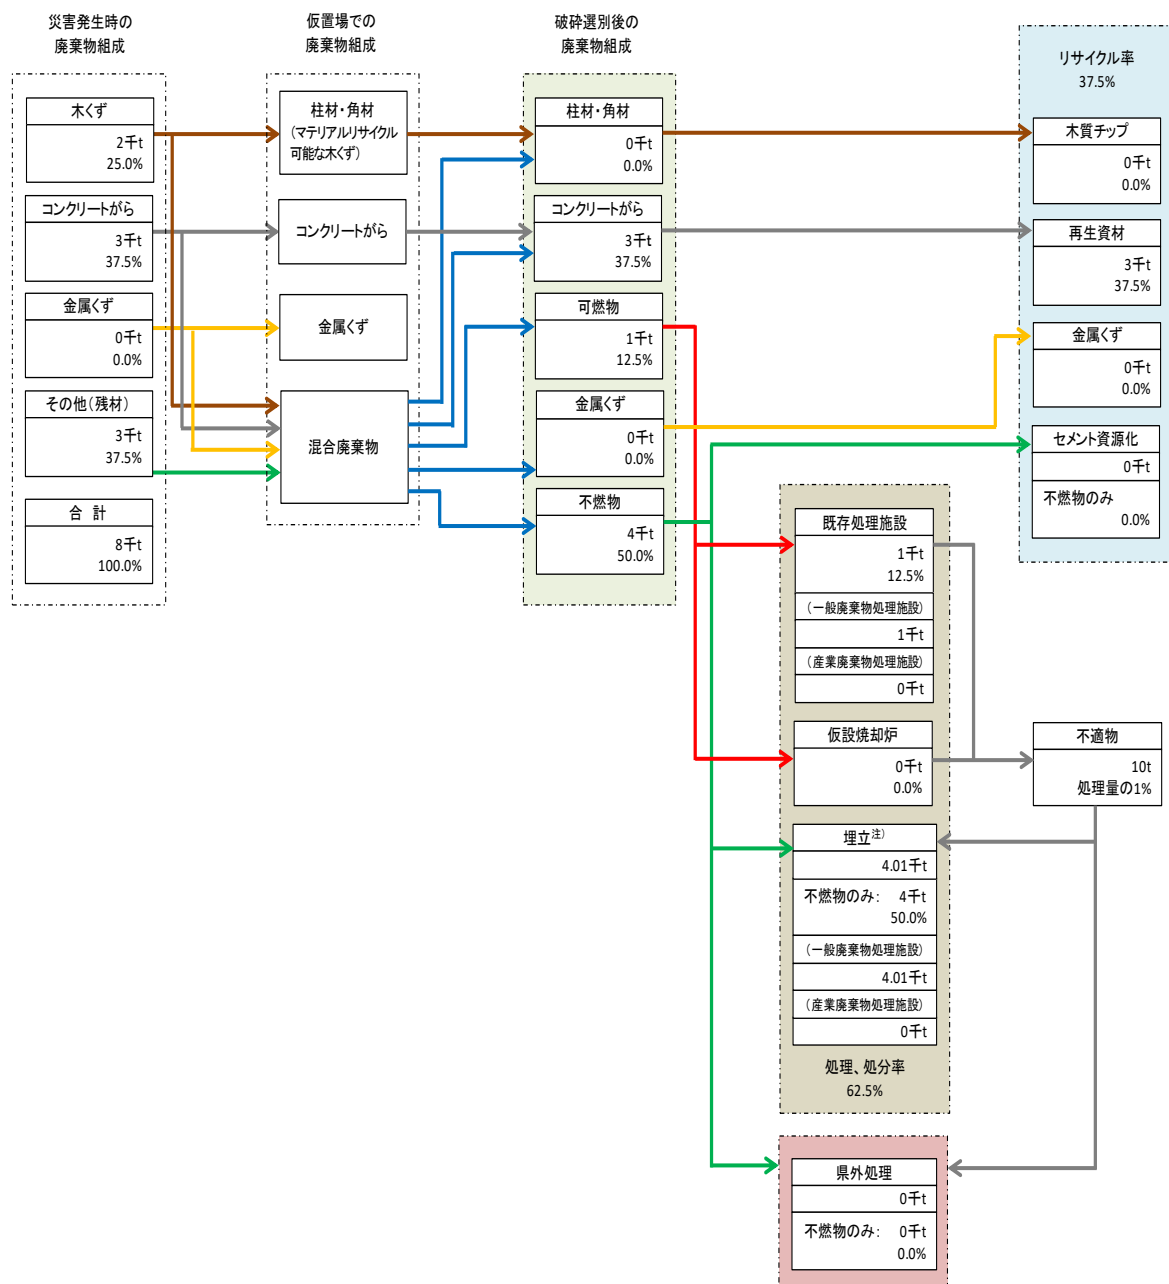 災害発生時の
廃棄物組成
木くず
2千t
25.0%
コンクリートがら
3千t
37.5%
金属くず
0千t
0.0%
その他(残材)
3千t
37.5%
合 計
8千t
100.0%
仮置場での
廃棄物組成
柱材・角材
(マテリアルリサイクル
可能な木くず)
コンクリートがら
金属くず
混合廃棄物
破砕選別後の
廃棄物組成
柱材・角材
0千t
0.0%
コンクリートがら
3千t
37.5%
可燃物
1千t
12.5%
金属くず
0千t
0.0%
不燃物
4千t
50.0%
既存処理施設
1千t
12.5%
(一般廃棄物処理施設)
1千t
(産業廃棄物処理施設)
0千t
仮設焼却炉
0千t
0.0%
埋立注)
4.01千t
不燃物のみ: 4千t
50.0%
(一般廃棄物処理施設)
4.01千t
(産業廃棄物処理施設)
0千t
処理、処分率
62.5%
県外処理
0千t
不燃物のみ: 0千t
0.0%
リサイクル率
37.5%
木質チップ
0千t
0.0%
再生資材
3千t
37.5%
金属くず
0千t
0.0%
セメント資源化
0千t
不燃物のみ
0.0%
不適物
10t
処理量の1%